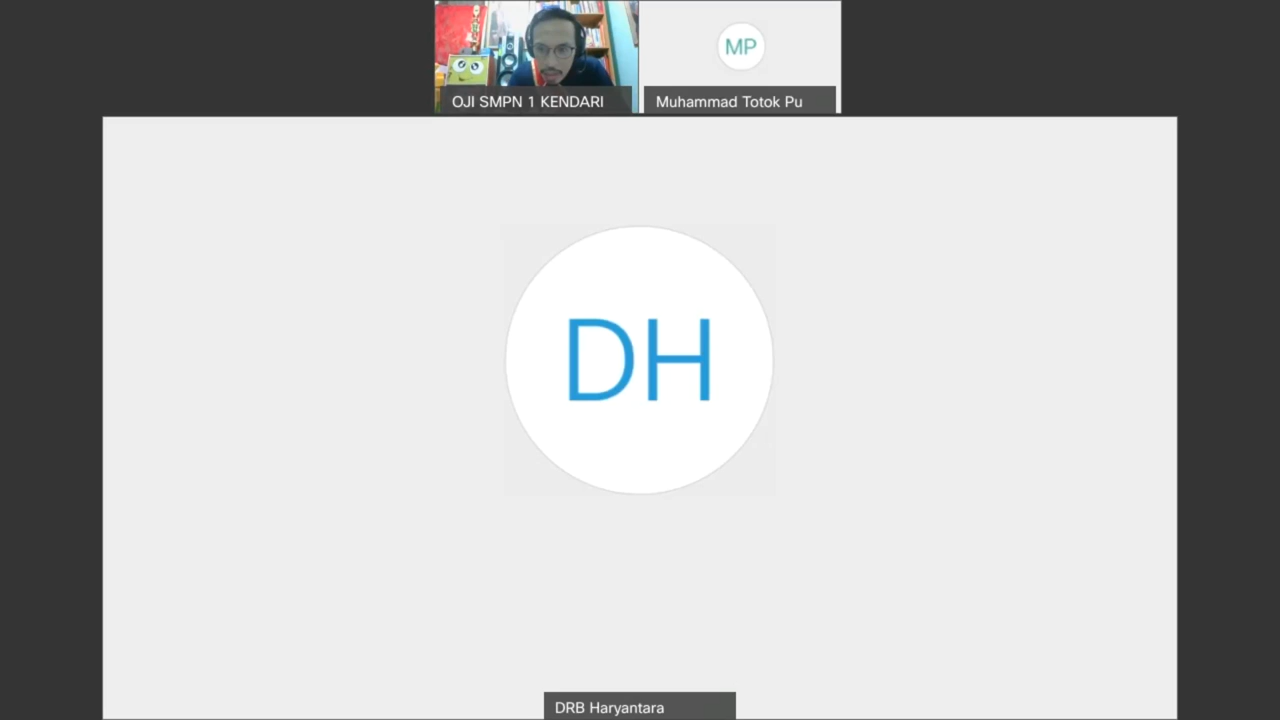 MP
OJI SMPN 1 KENDARI
Muhammad Totok Pu
DH
DRB Haryantara